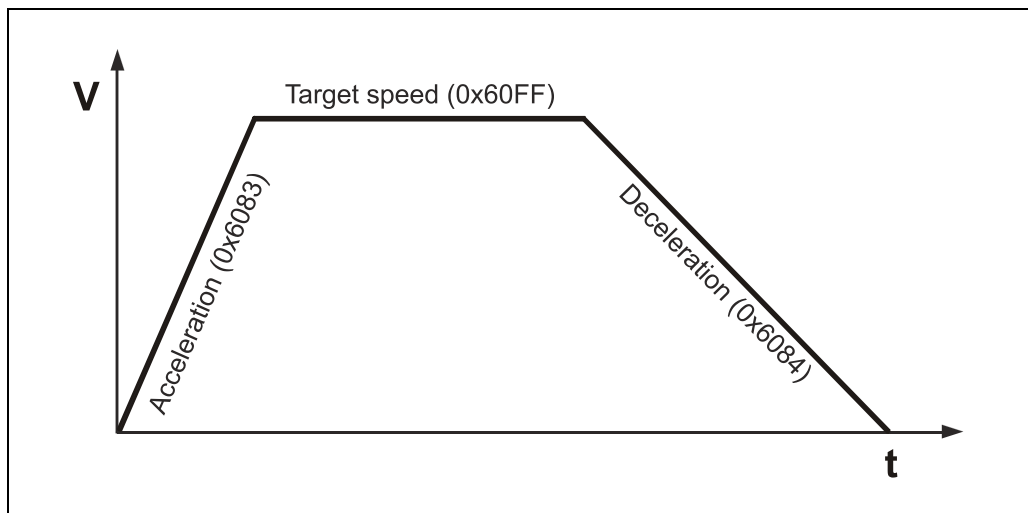 V
Target speed (0x60FF)
Acceleration (0x6083)
Deceleration (0x6084)
t